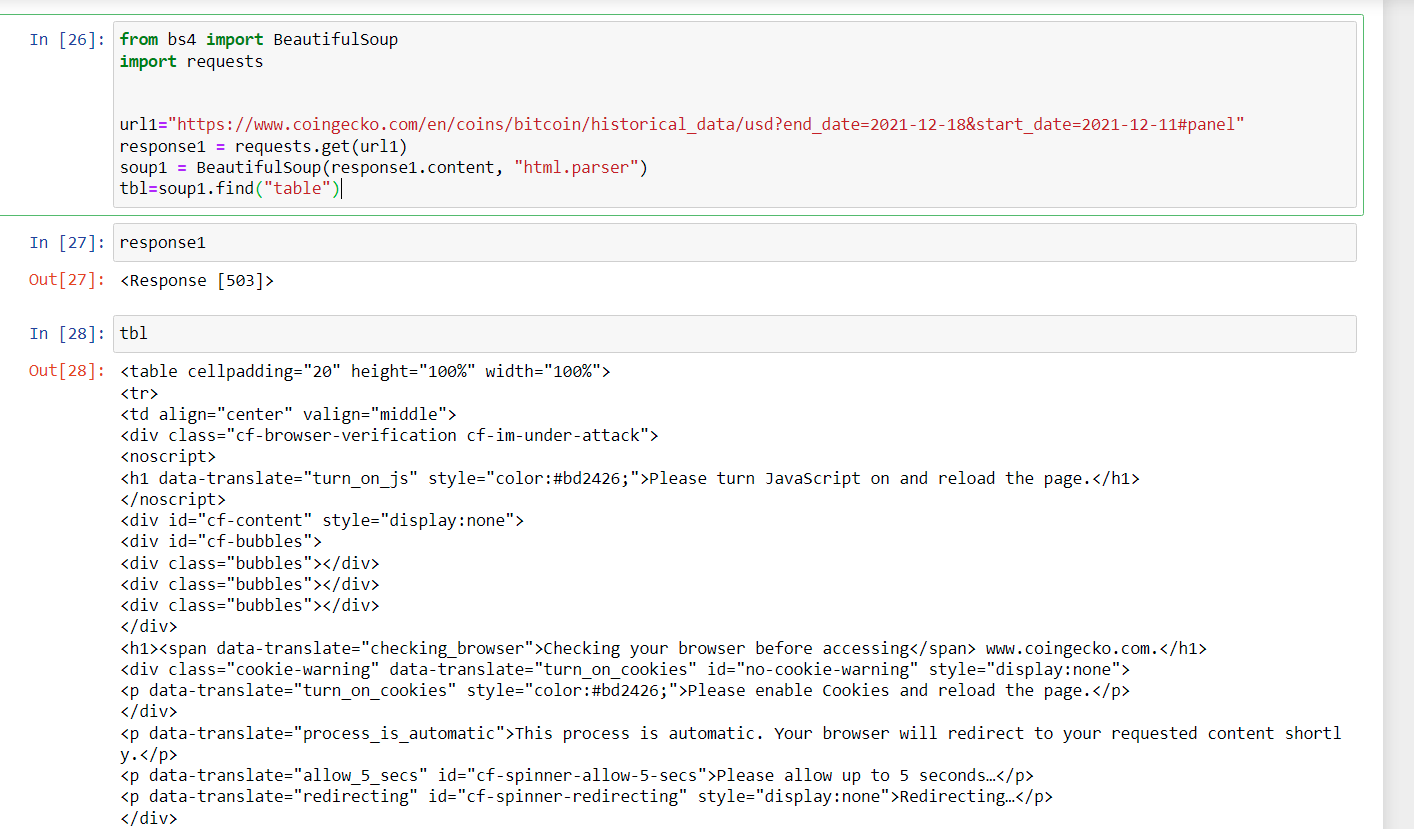 In [26]: from bs4 import BeautifulSoup
import requests
url1="https://www.coingecko.com/en/coins/bitcoin/historical_data/usd?end_date=2021-12-18&start_date=2021-12-11#panel"
response1 = requests.get(url1)
soup1 = BeautifulSoup(response1.content, "html.parser")
tbl=soup1.find("table")
In [27]: response1
Out[27]: <Response [503]>
In [28]: tbl
Out[28]: <table cellpadding="20" height="100%" width="100%">
<tr>
<td align="center" valign="middle">
<div class="cf-browser-verification cf-im-under-attack">
<noscript>
<h1 data-translate="turn_on_js" style="color:#bd2426;">Please turn JavaScript on and reload the page.</h1>
</noscript>
<div id="cf-content" style="display:none">
<div id="cf-bubbles">
<div class="bubbles"></div>
<div class="bubbles"></div>
<div class="bubbles"></div>
</div>
<h1><span data-translate="checking_browser">Checking your browser before accessing</span> www.coingecko.com.</h1>
<div class="cookie-warning" data-translate="turn_on_cookies" id="no-cookie-warning" style="display:none">
<p data-translate="turn_on_cookies" style="color:#bd2426;">Please enable Cookies and reload the page.</p>
</div>
<p data-translate="process_is_automatic">This process is automatic. Your browser will redirect to your requested content shortl
y.</p>
<p data-translate="allow_5_secs" id="cf-spinner-allow-5-secs">Please allow up to 5 seconds…</p>
<p data-translate="redirecting" id="cf-spinner-redirecting" style="display:none">Redirecting…</p>
</div>